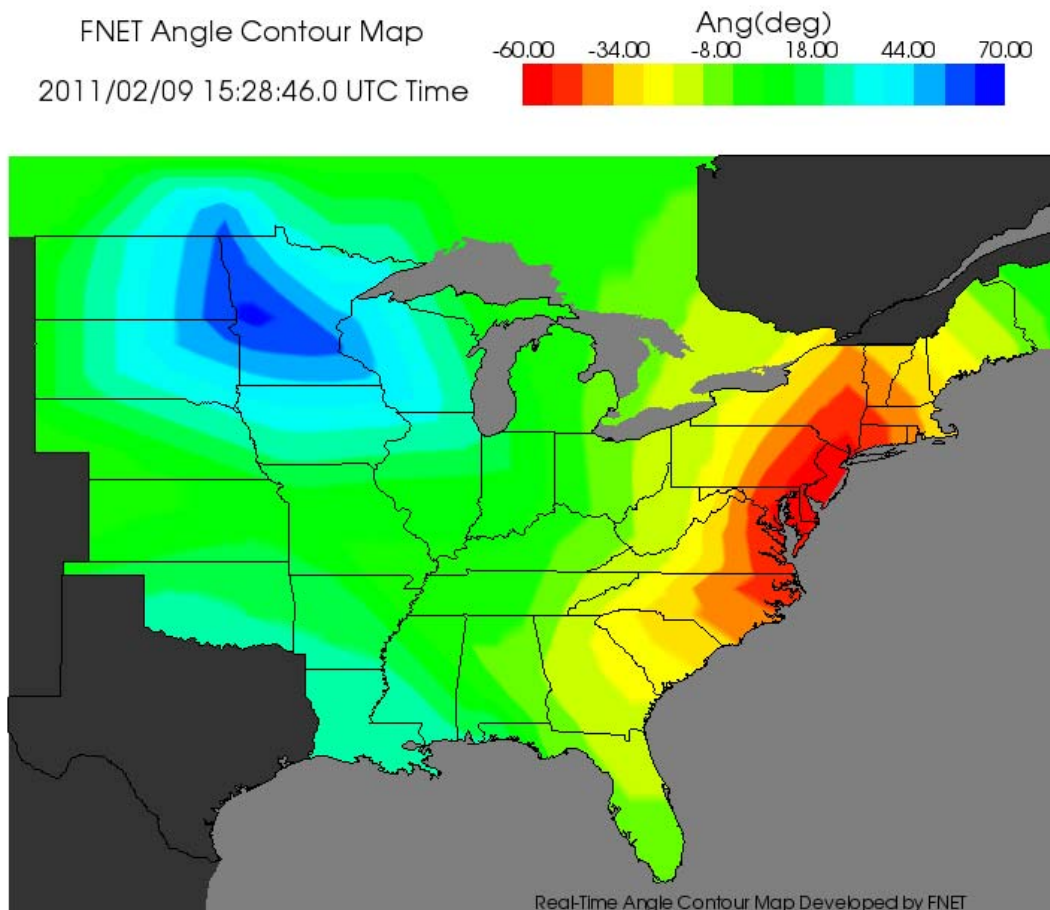 FNET Angle Contour Map
2011/02/09 15:28:46.0 UTC Time
Ang(deg)
-60.00 -34.00 -8.00 18.00 44.00 70.00
Real-Time Angle Contour Map Developed by FNET